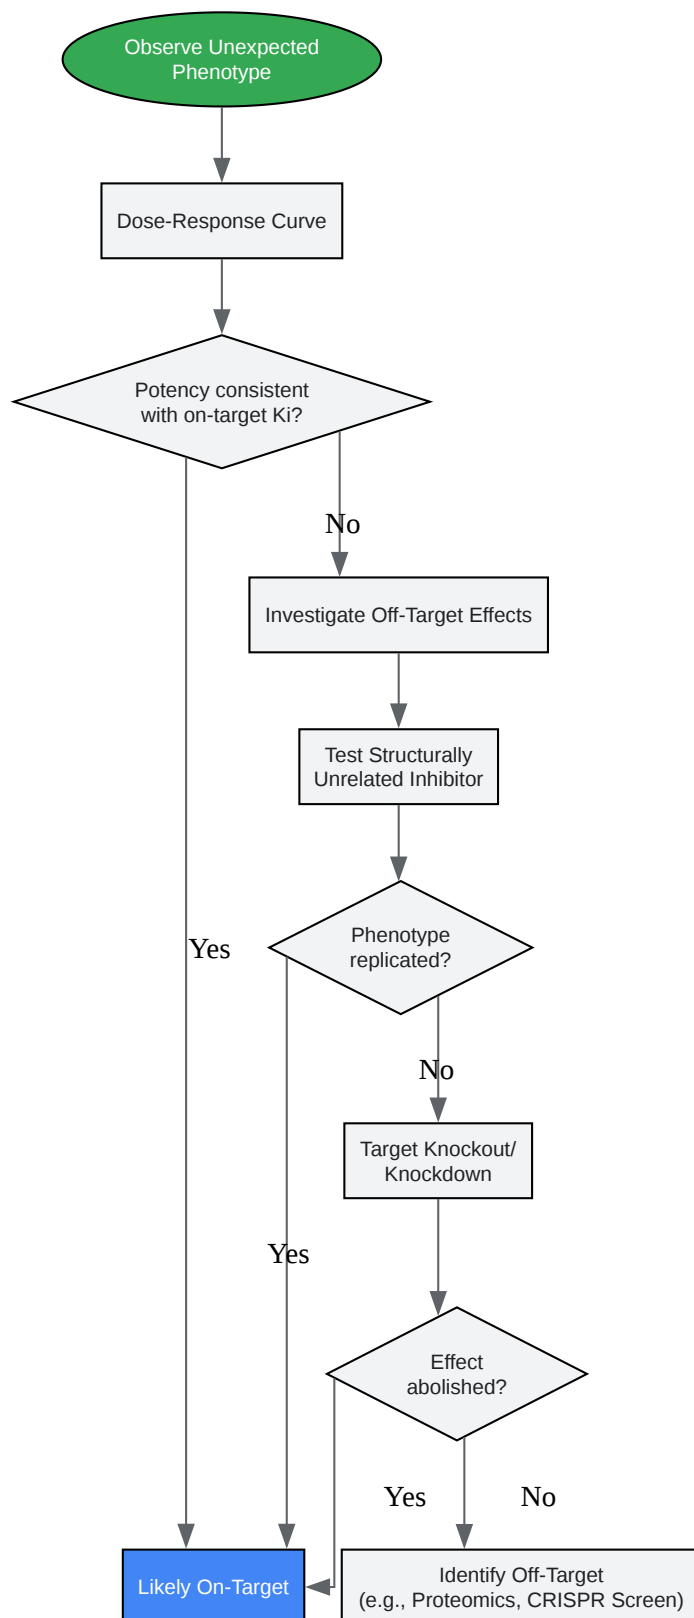 Observe Unexpected
Phenotype
Dose-Response Curve
Potency consistent
with on-target Ki?
No
Investigate Off-Target Effects
Test Structurally
Unrelated Inhibitor
Phenotype
replicated?
Yes
No
Target Knockout/
Knockdown
Yes
Effect
abolished?
Yes
No
Likely On-Target
Identify Off-Target
(e.g., Proteomics, CRISPR Screen)